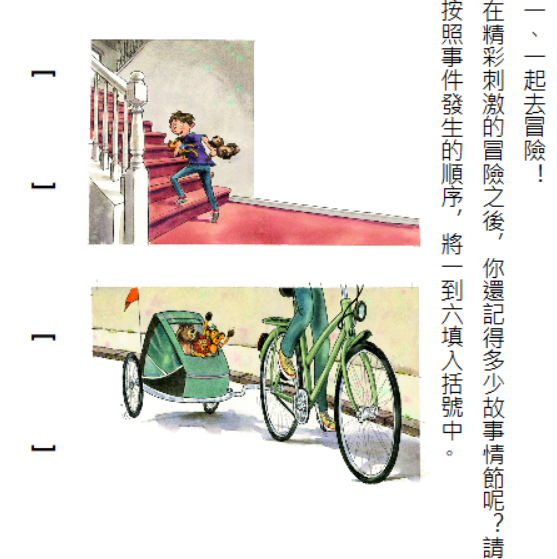 一、一起去冒險！
在精彩刺激的冒險之後，你還記得多少故事情節呢？請
按照事件發生的順序，將一到六填入括號中。
［　］
［　］